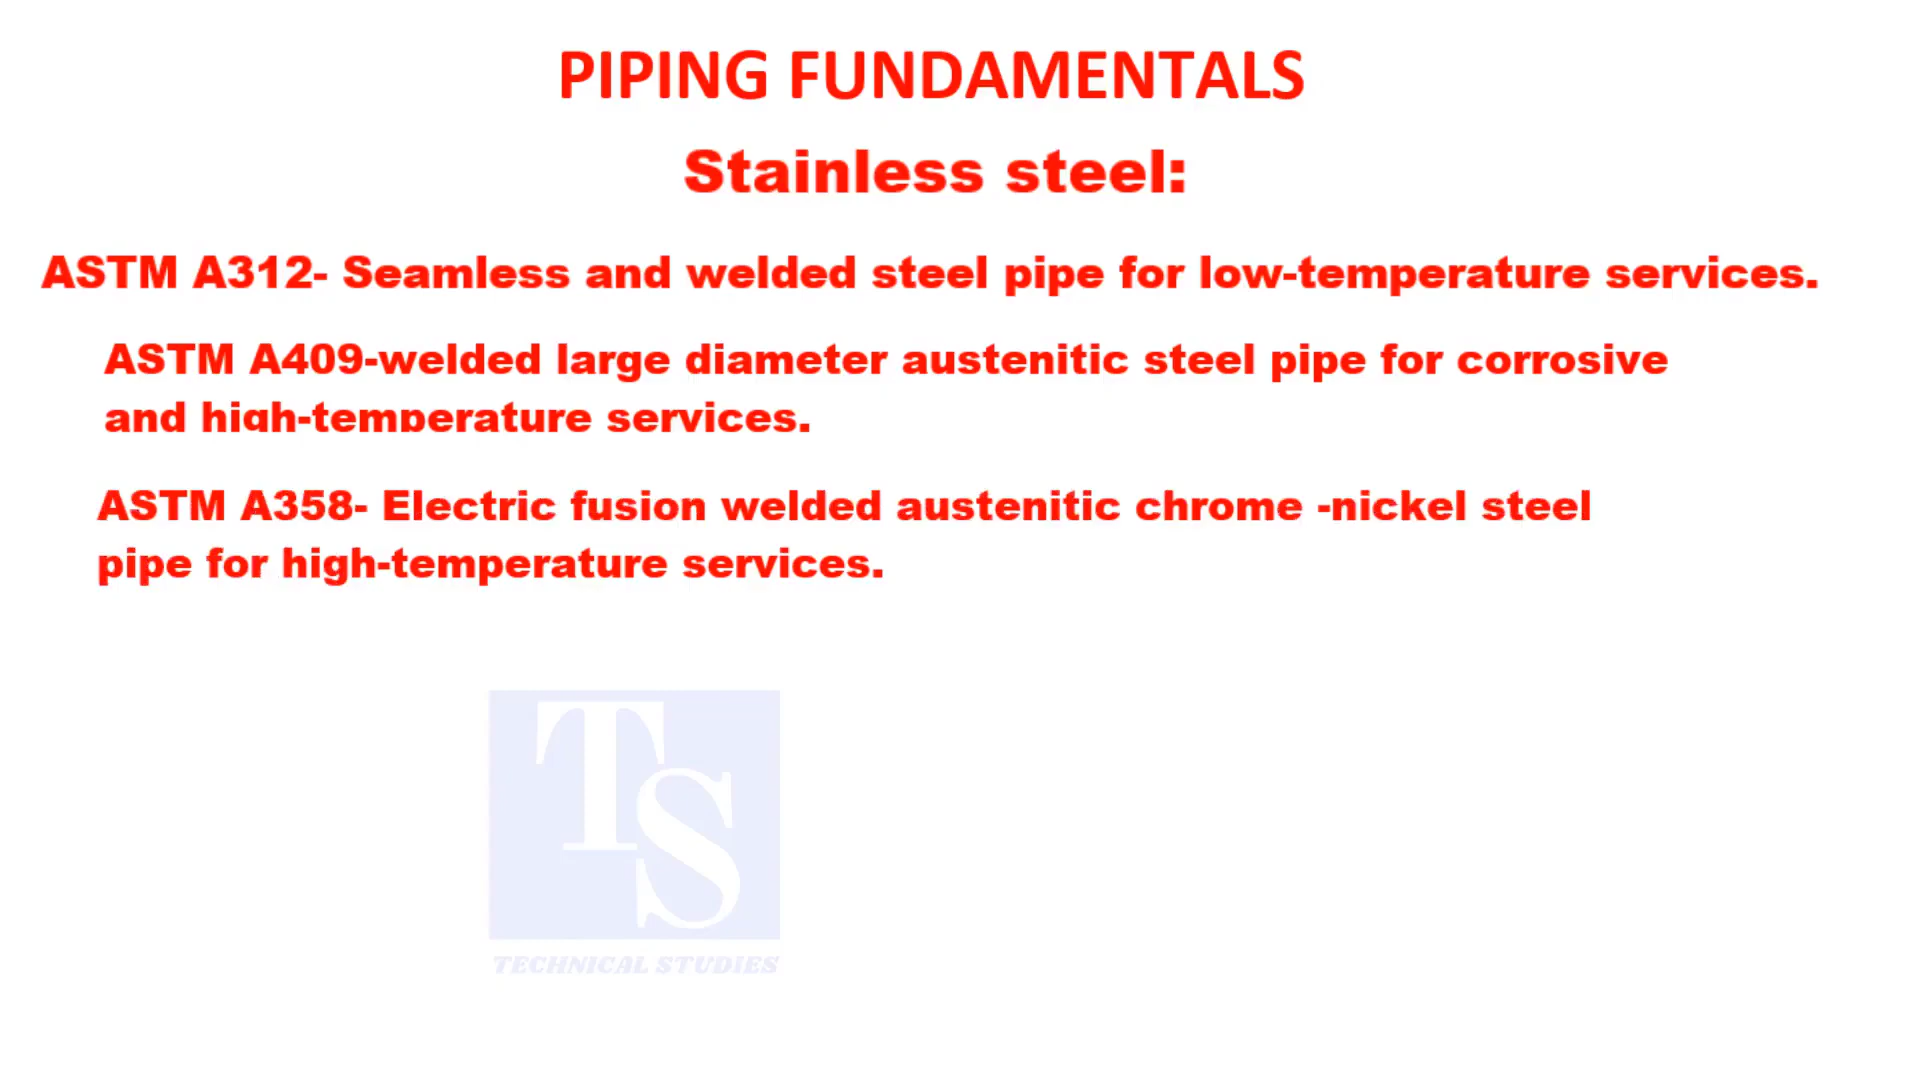 PIPING FUNDAMENTALS
Stainless steel:
ASTM A312- Seamless and welded steel pipe for low-temperature services.
ASTM A409-welded large diameter austenitic steel pipe for corrosive
and high-temperature services.
ASTM A358- Electric fusion welded austenitic chrome -nickel steel
pipe for high-temperature services.
TS
TECHNICAL STUDIES